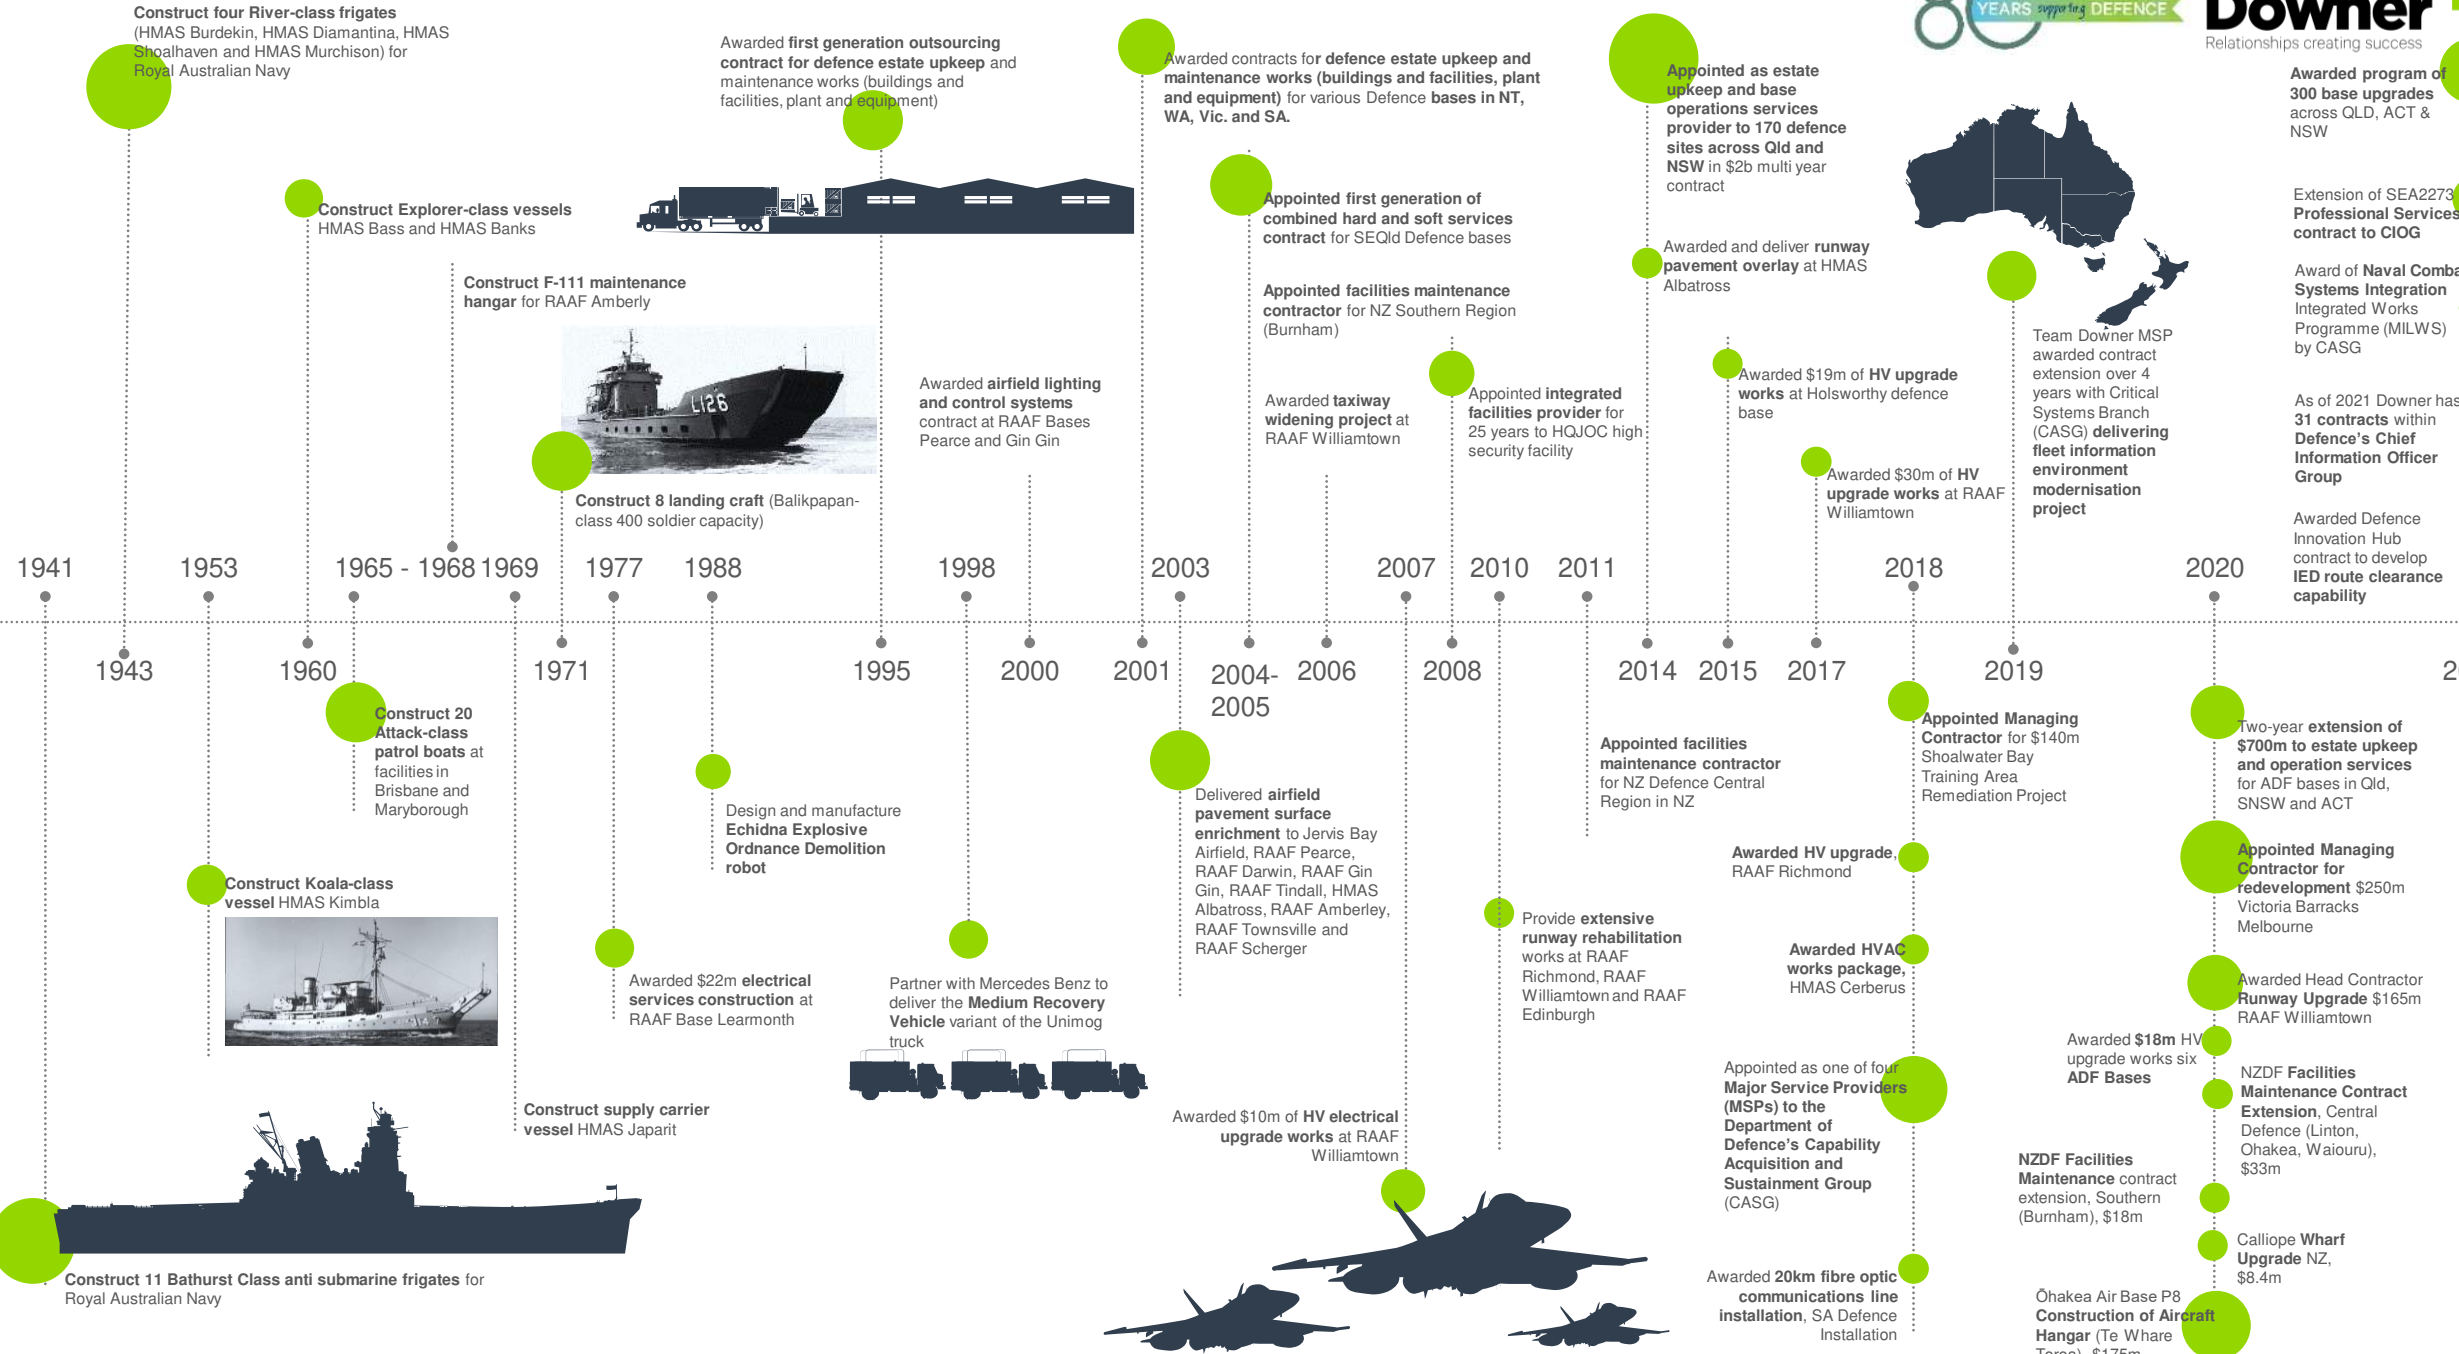 Construct four River-class frigates
(HMAS Burdekin, HMAS Diamantina, HMAS
Shoalhaven and HMAS Murchison) for
Royal Australian Navy
Construct Explorer-class vessels
HMAS Bass and HMAS Banks
Construct F-111 maintenance
hangar for RAAF Amberly
Awarded first generation outsourcing
contract for defence estate upkeep and
maintenance works (buildings and
facilities, plant and equipment)
L126
Construct 8 landing craft (Balikpapan-
class 400 soldier capacity)
Awarded airfield lighting
and control systems
contract at RAAF Bases
Pearce and Gin Gin
Awarded contracts for defence estate upkeep and
maintenance works (buildings and facilities, plant
and equipment) for various Defence bases in NT,
WA, Vic. and SA.
Appointed first generation of
combined hard and soft services
contract for SEQld Defence bases
Appointed facilities maintenance
contractor for NZ Southern Region
(Burnham)
Awarded taxiway
widening project at
RAAF Williamtown
Appointed integrated
facilities provider for
25 years to HQJOC high
security facility
Appointed as estate
upkeep and base
operations services
provider to 170 defence
sites across Qld and
NSW in $2b multi year
contract
Awarded and deliver runway
pavement overlay at HMAS
Albatross
Awarded $19m of HV upgrade
works at Holsworthy defence
base
Awarded $30m of HV
upgrade works at RAAF
Williamtown
Team Downer MSP
awarded contract
extension over 4
years with Critical
Systems Branch
(CASG) delivering
fleet information
environment
modernisation
project
80
YEARS supporting DEFENCE
Downer
Relationships creating success
Awarded program of
300 base upgrades
across QLD, ACT &
NSW
Extension of SEA2273
Professional Services
contract to CIOG
Award of Naval Comba
Systems Integration
Integrated Works
Programme (MILWS)
by CASG
As of 2021 Downer has
31 contracts within
Defence's Chief
Information Officer
Group
Awarded Defence
Innovation Hub
contract to develop
IED route clearance
capability
1941
1953
1965 - 1968
1969
1977
1988
1998
2003
2007
2010
2011
2018
2020
1943
1960
1971
1995
2000
2001
2004-
2005
2006
2008
2014
2015
2017
2019
2
Construct 20
Attack-class
patrol boats at
facilities in
Brisbane and
Maryborough
Construct Koala-class
vessel HMAS Kimbla
314
Construct supply carrier
vessel HMAS Japarit
Construct 11 Bathurst Class anti submarine frigates for
Royal Australian Navy
Design and manufacture
Echidna Explosive
Ordnance Demolition
robot
Awarded $22m electrical
services construction at
RAAF Base Learmonth
Partner with Mercedes Benz to
deliver the Medium Recovery
Vehicle variant of the Unimog
truck
Delivered airfield
pavement surface
enrichment to Jervis Bay
Airfield, RAAF Pearce,
RAAF Darwin, RAAF Gin
Gin, RAAF Tindall, HMAS
Albatross, RAAF Amberley,
RAAF Townsville and
RAAF Scherger
Awarded $10m of HV electrical
upgrade works at RAAF
Williamtown
Provide extensive
runway rehabilitation
works at RAAF
Richmond, RAAF
Williamtown and RAAF
Edinburgh
Appointed facilities
maintenance contractor
for NZ Defence Central
Region in NZ
Appointed Managing
Contractor for $140m
Shoalwater Bay
Training Area
Remediation Project
Awarded HV upgrade,
RAAF Richmond
Awarded HVAC
works package,
HMAS Cerberus
Appointed as one of four
Major Service Providers
(MSPs) to the
Department of
Defence's Capability
Acquisition and
Sustainment Group
(CASG)
Awarded 20km fibre optic
communications line
installation, SA Defence
Installation
Two-year extension of
$700m to estate upkeep
and operation services
for ADF bases in Qld,
SNSW and ACT
Appointed Managing
Contractor for
redevelopment $250m
Victoria Barracks
Melbourne
Awarded Head Contractor
Runway Upgrade $165m
RAAF Williamtown
Awarded $18m HV
upgrade works six
ADF Bases
NZDF Facilities
Maintenance Contract
Extension, Central
Defence (Linton,
Ohakea, Waiouru),
$33m
NZDF Facilities
Maintenance contract
extension, Southern
(Burnham), $18m
Calliope Wharf
Upgrade NZ,
$8.4m
Ōhakea Air Base P8
Construction of Aircraft
Hangar (Te Whare
Toroa), $175m